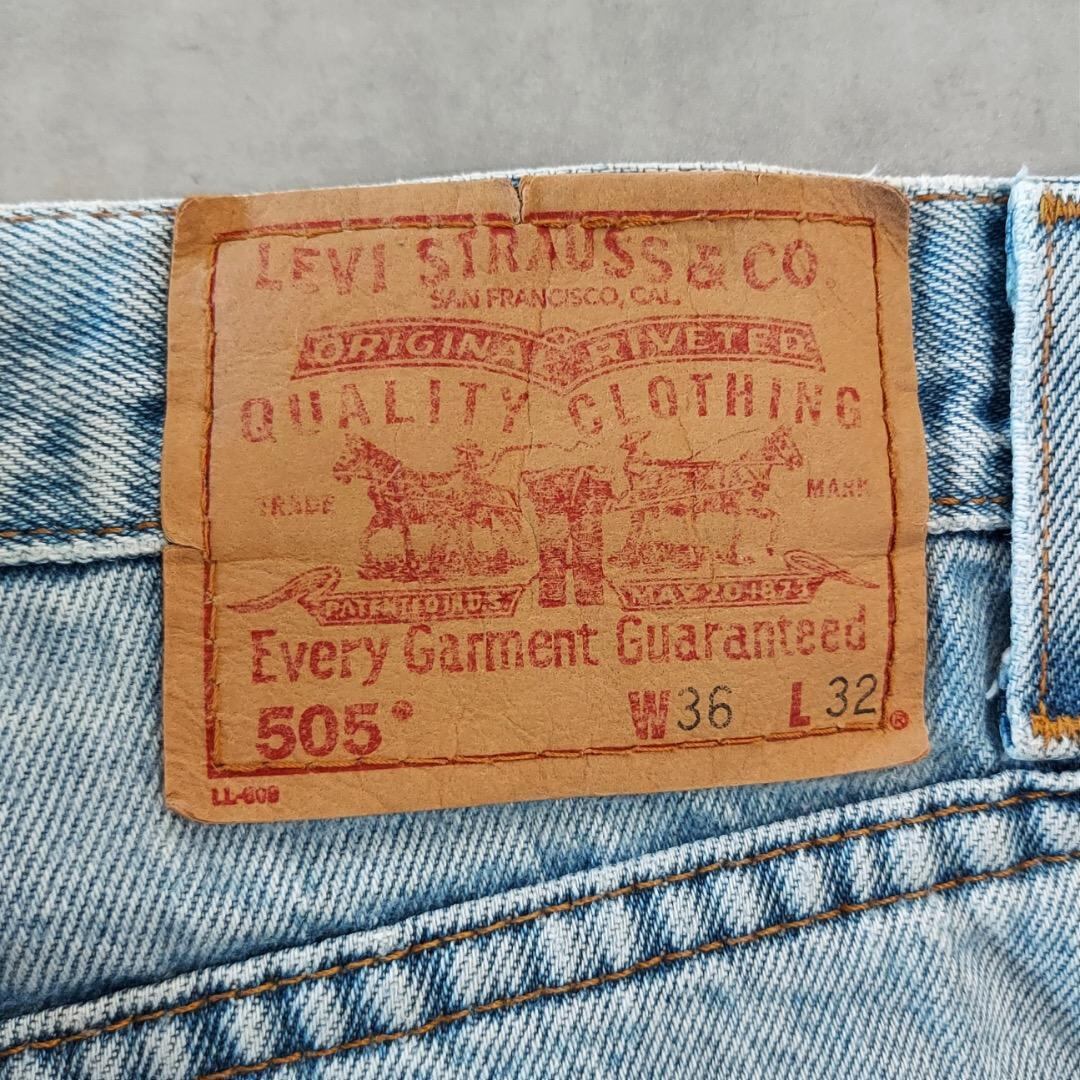 LEVI STRAUSS & CO.
SAN FRANCISCO, CAL.
ORIGINAL RIVETED
QUALITY CLOTHING
TRADE MARK
PATENTED IN U.S. MAY 20 1873
Every Garment Guaranteed
505® W 36 L 32 ®
LL-609